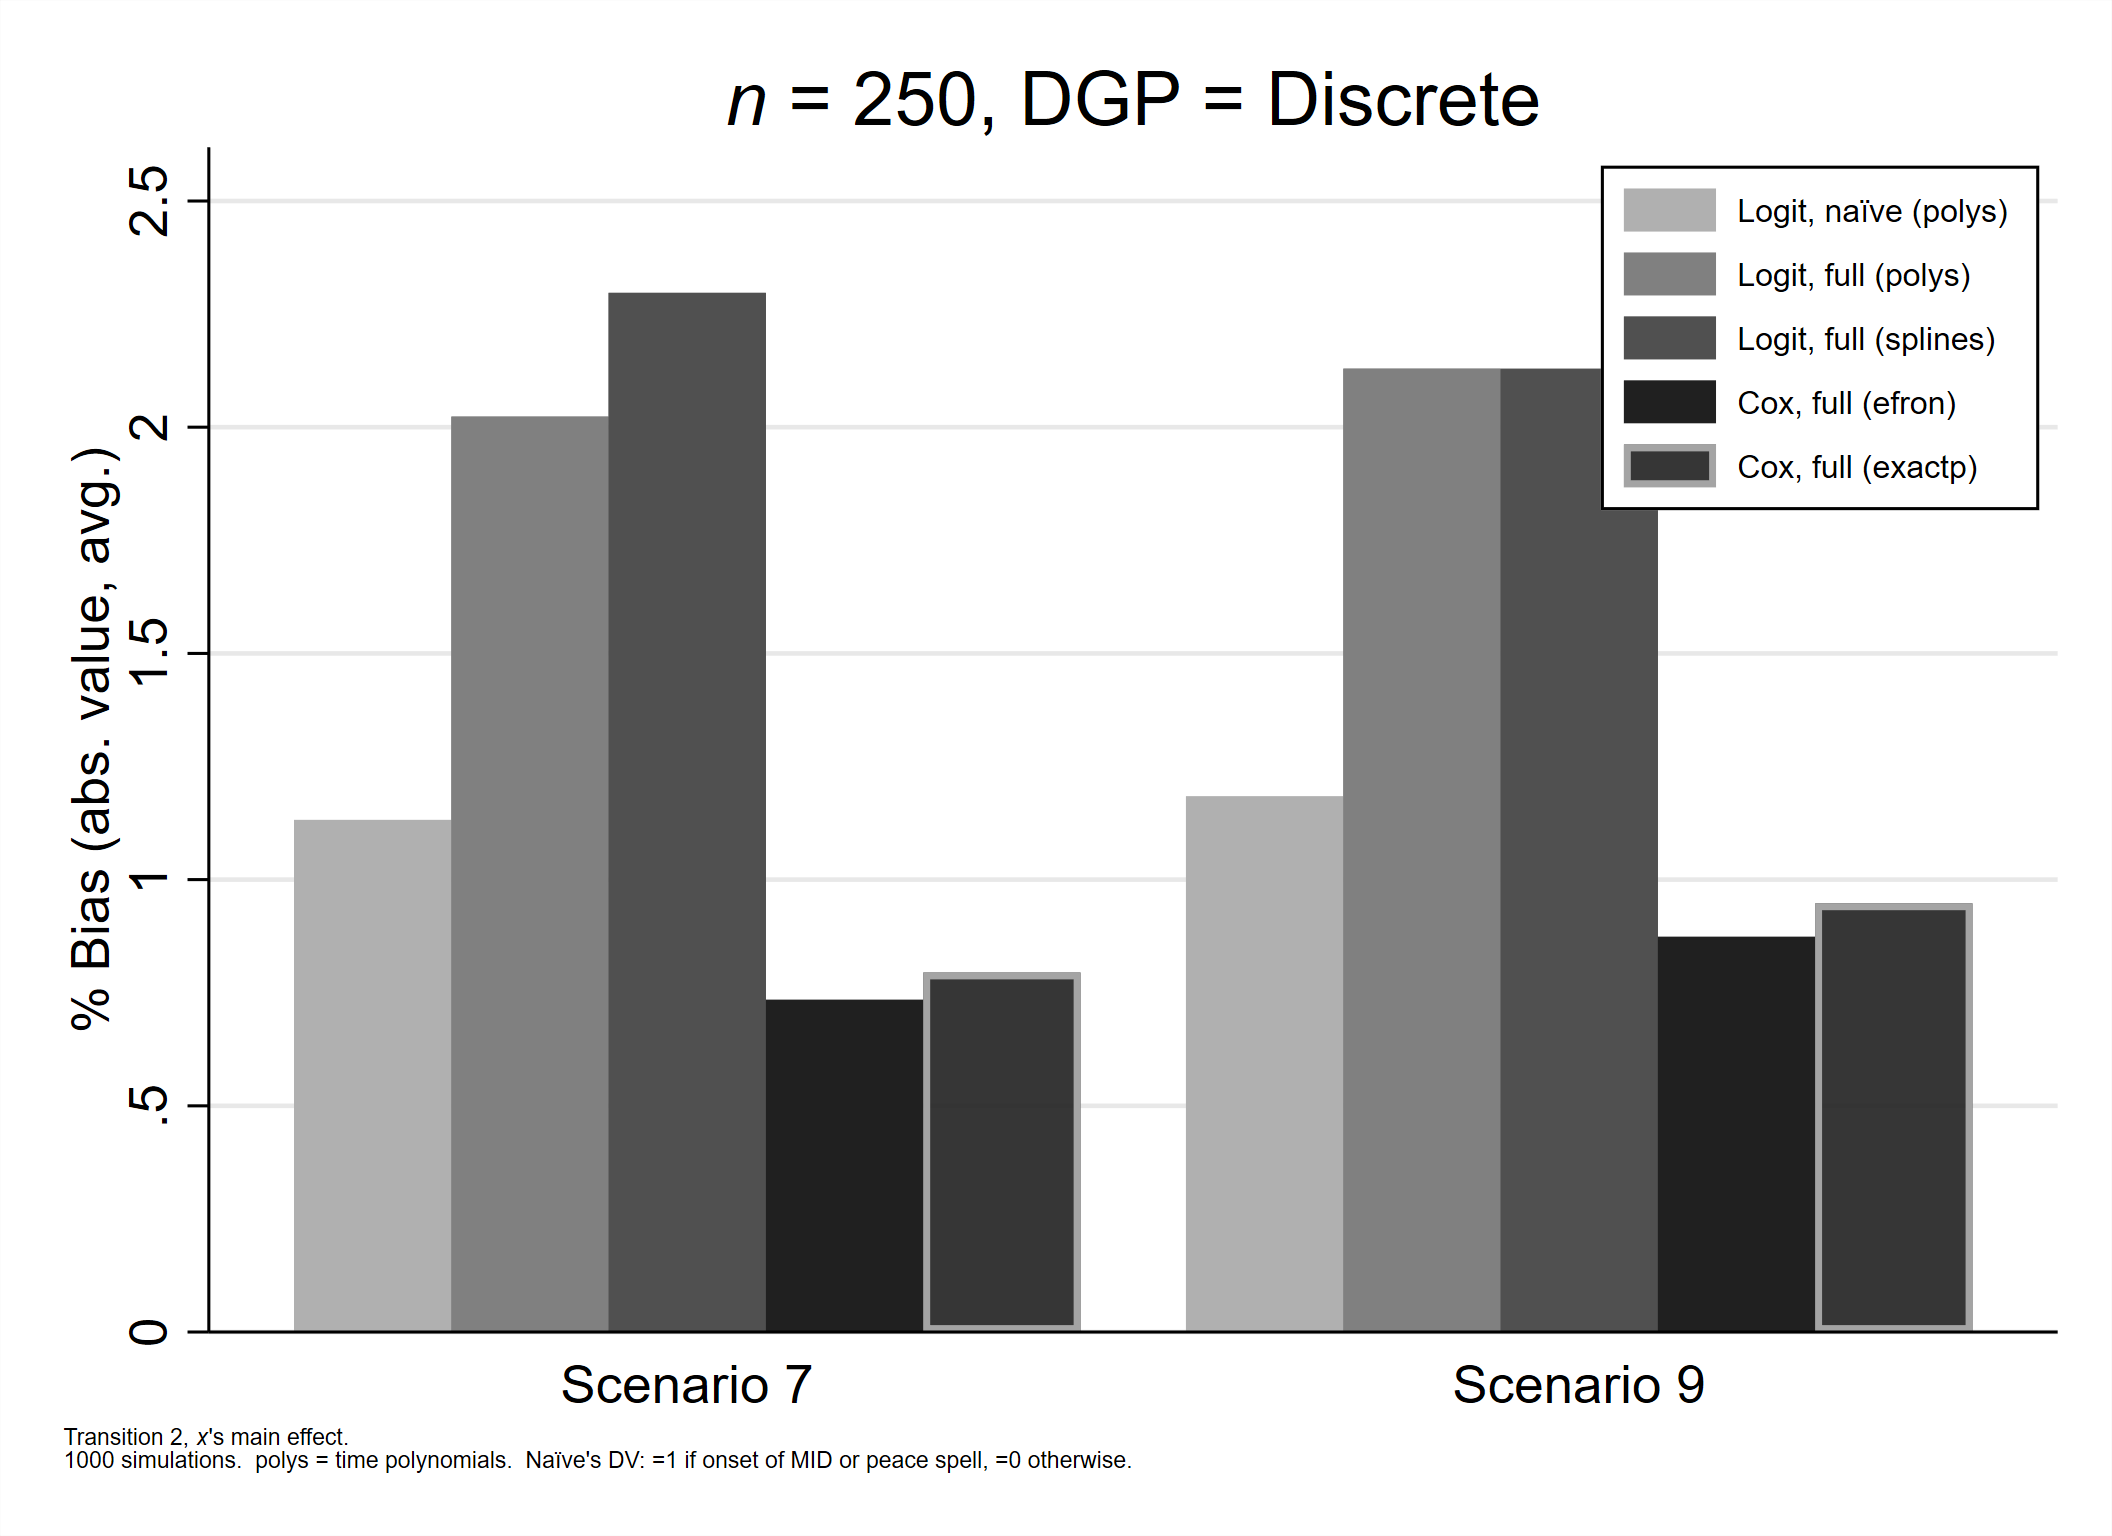 n = 250, DGP = Discrete
% Bias (abs. value, avg.)
2.5
2
1.5
1
.5
0
Logit, naïve (polys)
Logit, full (polys)
Logit, full (splines)
Cox, full (efron)
Cox, full (exactp)
Scenario 7
Scenario 9
Transition 2, x's main effect.
1000 simulations.  polys = time polynomials.  Naïve's DV: =1 if onset of MID or peace spell, =0 otherwise.